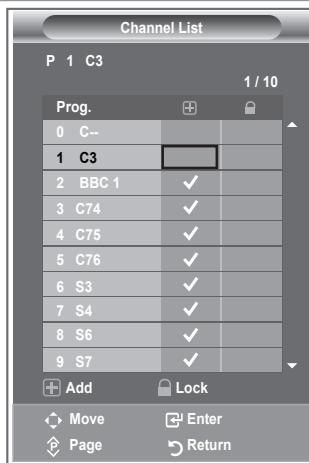 Channel List
P 1 C3
1 / 10
Prog.
0 C--
1 C3
2 BBC 1
3 C74
4 C75
5 C76
6 S3
7 S4
8 S6
9 S7
Add Lock
Move Enter
Page Return